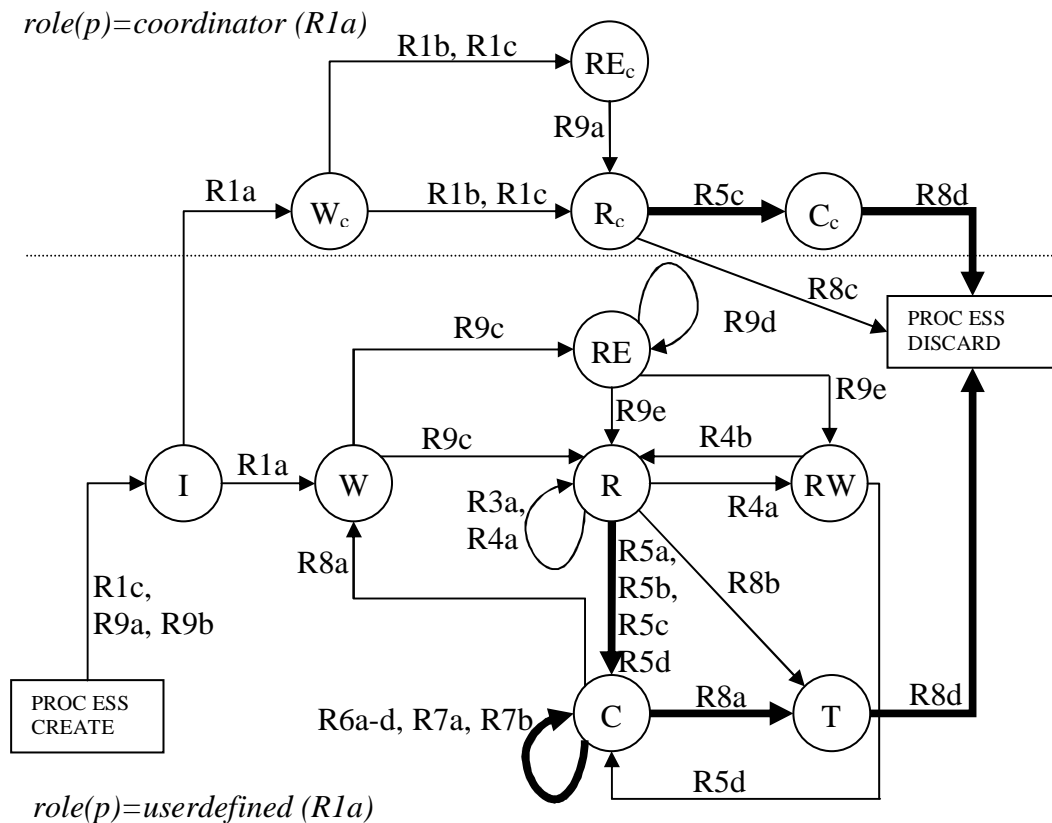 role(p)=coordinator (R1a)
R1b, R1c
REc
R9a
R1a
Wc
R1b, R1c
Rc
R5c
Cc
R8d
R8c
PROC ESS
DISCARD
R9c
RE
R9d
R9e
R9e
R9c
R4b
I
R1a
W
R
R4a
RW
R3a,
R4a
R8a
R5a,
R5b,
R5c
R5d
R8b
R1c,
R9a, R9b
PROC ESS
CREATE
R6a-d, R7a, R7b
C
R8a
T
R8d
R5d
role(p)=userdefined (R1a)